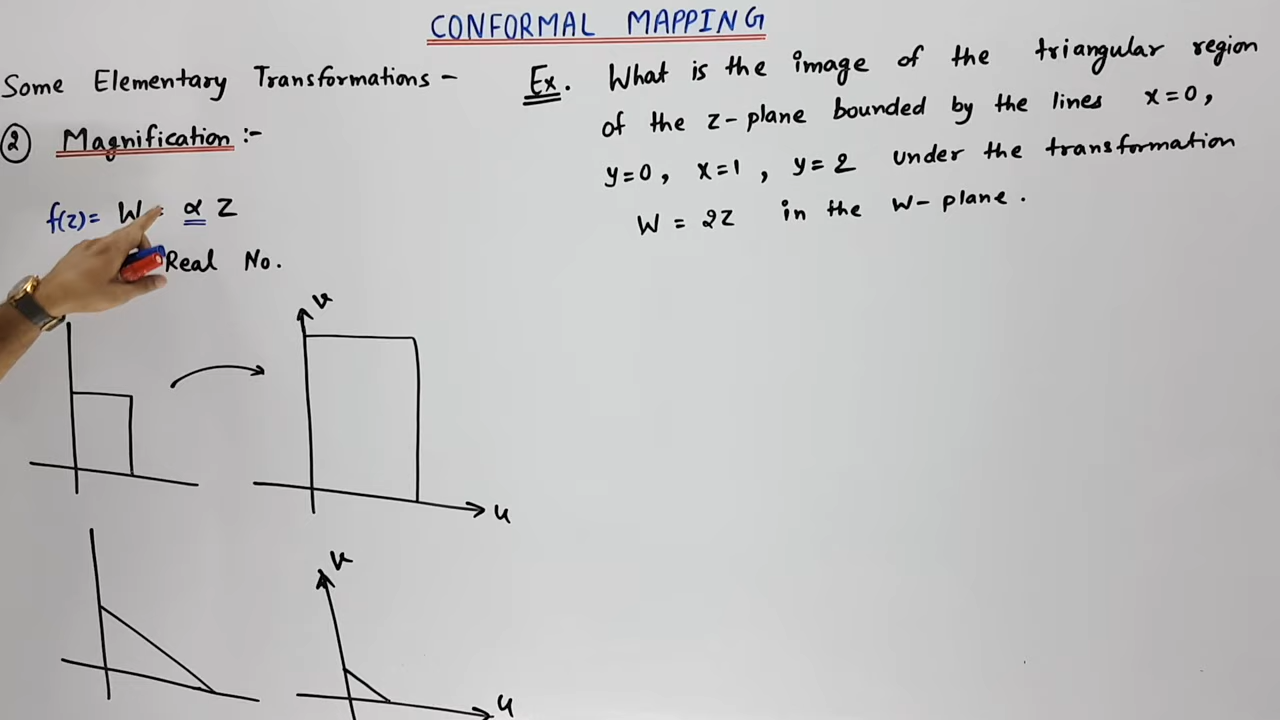 CONFORMAL MAPPING
Some Elementary Transformations -
② Magnification :-
f(z) = W = α Z
Real No.
v
u
v
u
Ex. What is the image of the triangular region
of the z-plane bounded by the lines x=0,
y=0, x=1, y=2 under the transformation
W = 2Z in the W-plane.